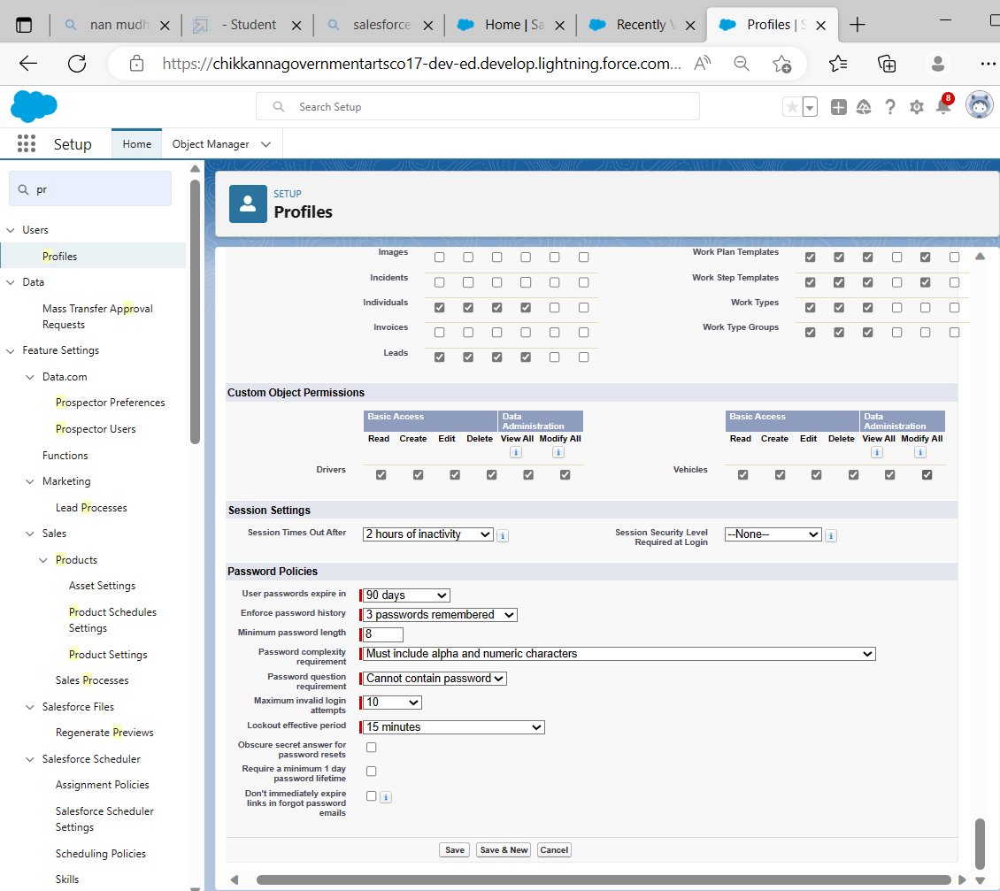 nan mudh
- Student
salesforce
Home | Sa
Recently V
Profiles | S
https://chikkannagovernmentartsco17-dev-ed.develop.lightning.force.com...
Search Setup
8
Setup
Home
Object Manager
pr
Users
Profiles
Data
Mass Transfer Approval
Requests
Feature Settings
Data.com
Prospector Preferences
Prospector Users
Functions
Marketing
Lead Processes
Sales
Products
Asset Settings
Product Schedules
Settings
Product Settings
Sales Processes
Salesforce Files
Regenerate Previews
Salesforce Scheduler
Assignment Policies
Salesforce Scheduler
Settings
Scheduling Policies
Skills
SETUP
Profiles
Images
Work Plan Templates
Incidents
Work Step Templates
Individuals
Work Types
Invoices
Work Type Groups
Leads
Custom Object Permissions
Basic Access
Data
Administration
Read Create Edit Delete View All Modify All
Drivers
Basic Access
Data
Administration
Read Create Edit Delete View All Modify All
Vehicles
Session Settings
Session Times Out After
2 hours of inactivity
Session Security Level
Required at Login
--None--
Password Policies
User passwords expire in
90 days
Enforce password history
3 passwords remembered
Minimum password length
8
Password complexity
requirement
Must include alpha and numeric characters
Password question
requirement
Cannot contain password
Maximum invalid login
attempts
10
Lockout effective period
15 minutes
Obscure secret answer for
password resets
Require a minimum 1 day
password lifetime
Don't immediately expire
links in forgot password
emails
Save
Save & New
Cancel